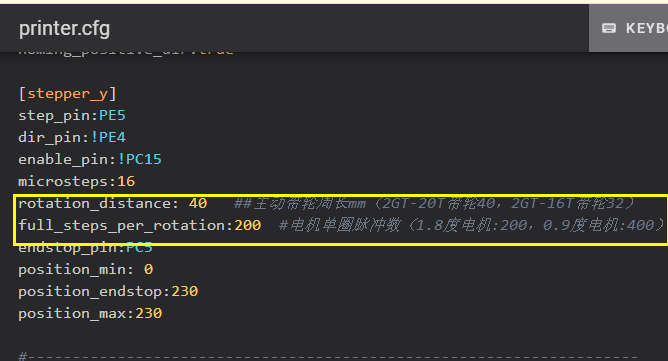 printer.cfg
KEYB
homing_positive_dir:true
[stepper_y]
step_pin:PE5
dir_pin:!PE4
enable_pin:!PC15
microsteps:16
rotation_distance: 40 ##主动带轮周长mm（2GT-20T带轮40，2GT-16T带轮32）
full_steps_per_rotation:200 #电机单圈脉冲数（1.8度电机:200，0.9度电机:400）
endstop_pin:PC5
position_min: 0
position_endstop:230
position_max:230
#--------------------------------------------------------------------